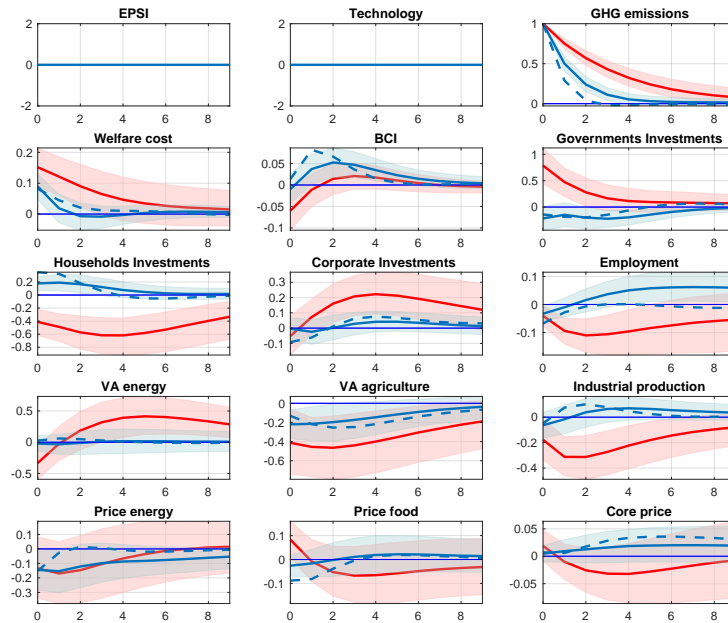 EPSI Technology GHG emissions
2 2 1
0 0 0.5
-2 -2 0
0 2 4 6 8 0 2 4 6 8 0 2 4 6 8
Welfare cost BCI Governments Investments
0.2 0.05 1
0.1 0 0.5
0 -0.05 0
-0.1
0 2 4 6 8 0 2 4 6 8 0 2 4 6 8
Households Investments Corporate Investments Employment
0.2 0.3 0.1
0 0.2 0
-0.2 0.1 -0.1
-0.4 0
-0.6 -0.1
-0.8
0 2 4 6 8 0 2 4 6 8 0 2 4 6 8
VA energy VA agriculture Industrial production
0.5 0 0
0 -0.2 -0.2
-0.5 -0.4 -0.4
-0.6
0 2 4 6 8 0 2 4 6 8 0 2 4 6 8
Price energy Price food Core price
0.1 0.1 0.05
0 0 0
-0.1 -0.1 -0.05
-0.2
-0.3
0 2 4 6 8 0 2 4 6 8 0 2 4 6 8